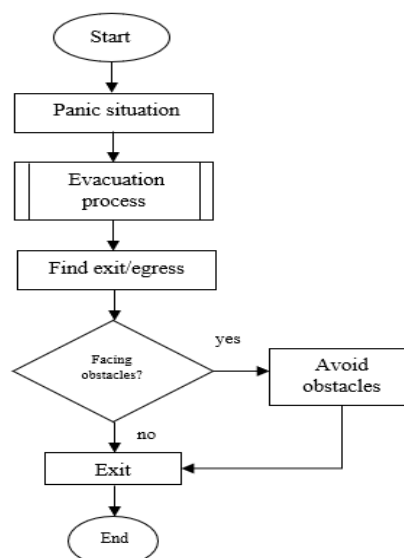 Start
Panic situation
Evacuation
process
Find exit/egress
Facing
obstacles?
yes
Avoid
obstacles
no
Exit
End